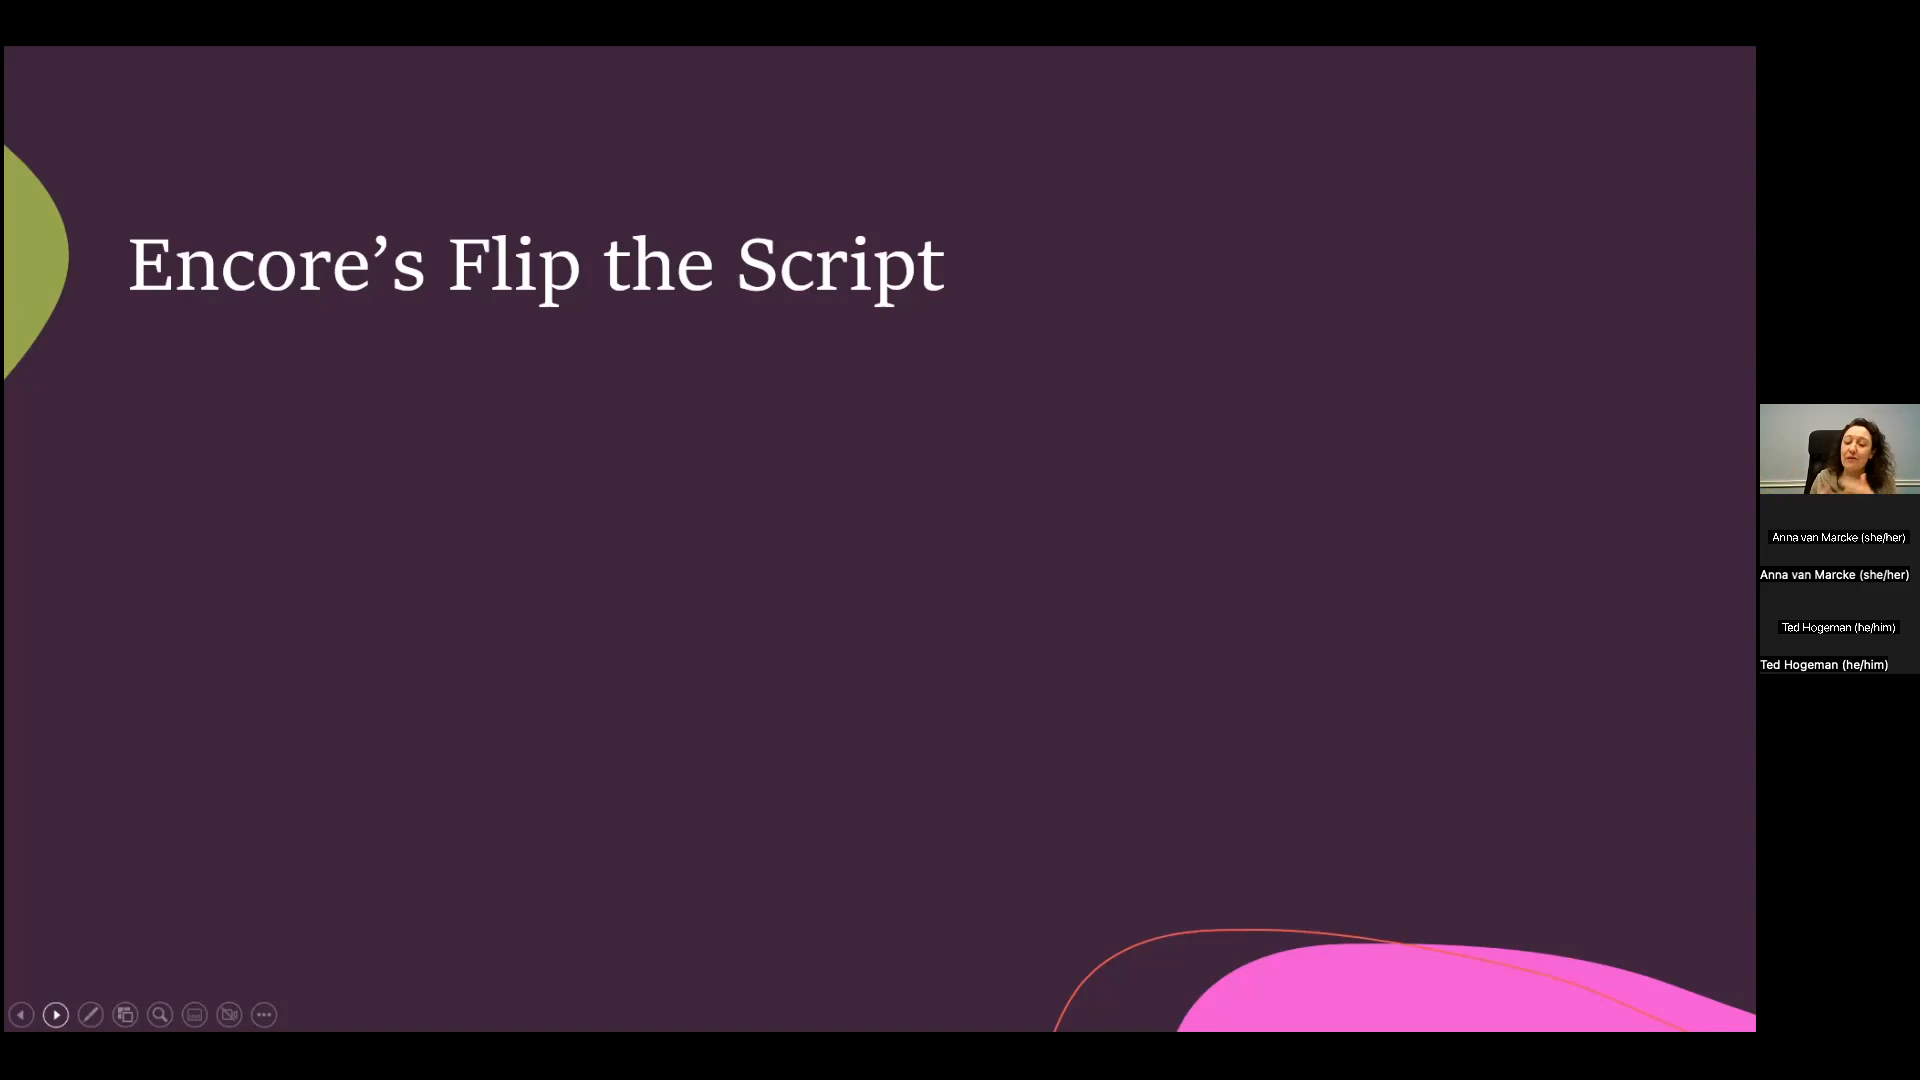 Encore’s Flip the Script
Anna van Marcke (she/her)
Anna van Marcke (she/her)
Ted Hogeman (he/him)
Ted Hogeman (he/him)